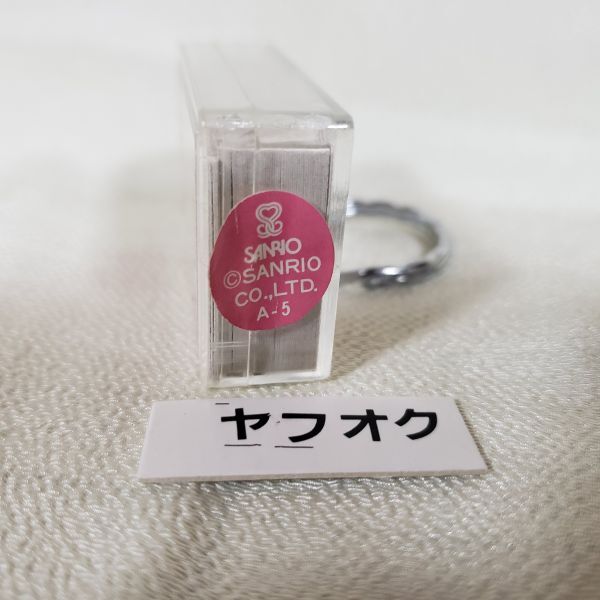 SANRIO
©SANRIO
CO.,LTD.
A-5
ヤフオク